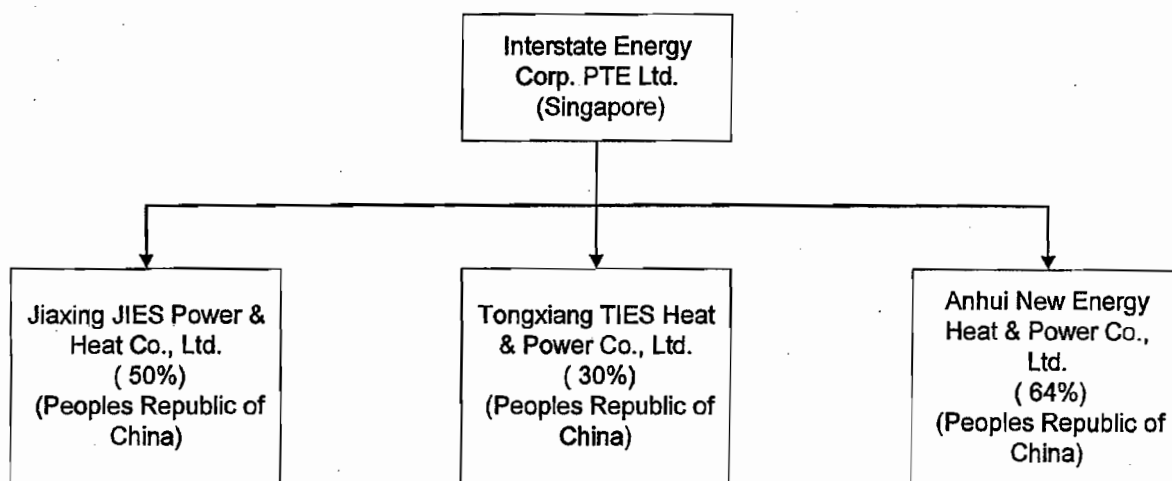 Interstate Energy
Corp. PTE Ltd.
(Singapore)
Jiaxing JIES Power &
Heat Co., Ltd.
( 50%)
(Peoples Republic of
China)
Tongxiang TIES Heat
& Power Co., Ltd.
( 30%)
(Peoples Republic of
China)
Anhui New Energy
Heat & Power Co.,
Ltd.
( 64%)
(Peoples Republic of
China)